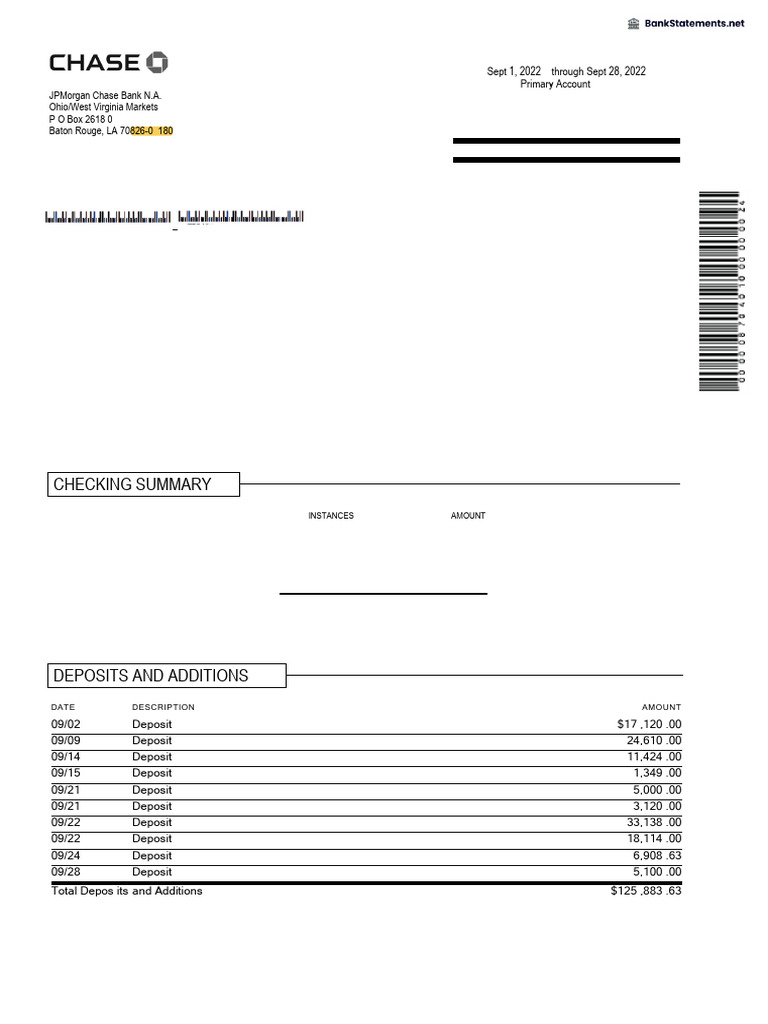 BankStatements.net
CHASE
Sept 1, 2022 through Sept 28, 2022
Primary Account
JPMorgan Chase Bank N.A.
Ohio/West Virginia Markets
P O Box 2618 0
Baton Rouge, LA 70826-0 180
CHECKING SUMMARY
INSTANCES AMOUNT
DEPOSITS AND ADDITIONS
DATE DESCRIPTION AMOUNT
09/02 Deposit $17 ,120 .00
09/09 Deposit 24,610 .00
09/14 Deposit 11,424 .00
09/15 Deposit 1,349 .00
09/21 Deposit 5,000 .00
09/21 Deposit 3,120 .00
09/22 Deposit 33,138 .00
09/22 Deposit 18,114 .00
09/24 Deposit 6,908 .63
09/28 Deposit 5,100 .00
Total Depos its and Additions $125 ,883 .63